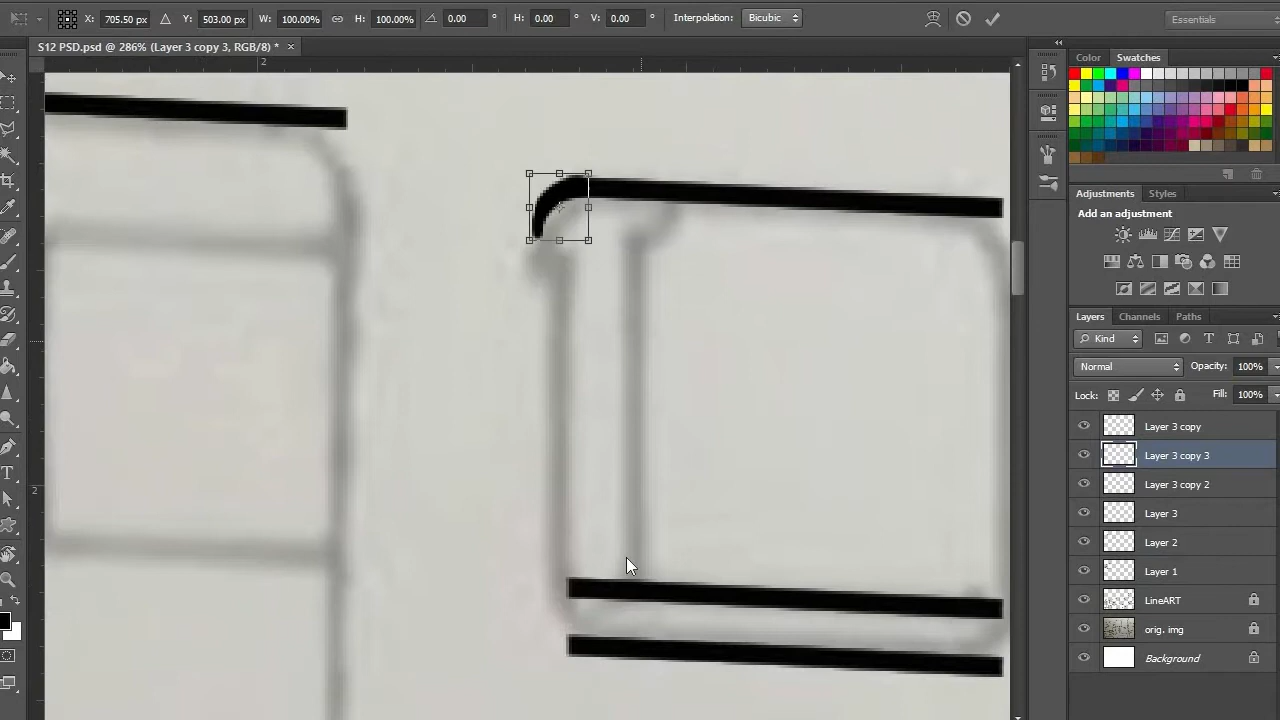 X: 705.50 px Y: 503.00 px W: 100.00% H: 100.00% 0.00 ° H: 0.00 ° V: 0.00 ° Interpolation: Bicubic Essentials
S12 PSD.psd @ 286% (Layer 3 copy 3, RGB/8) * ×
2
2
Color Swatches
Adjustments Styles
Add an adjustment
Layers Channels Paths
Kind
Normal Opacity: 100%
Lock: Fill: 100%
Layer 3 copy
Layer 3 copy 3
Layer 3 copy 2
Layer 3
Layer 2
Layer 1
LineART
orig. img
Background